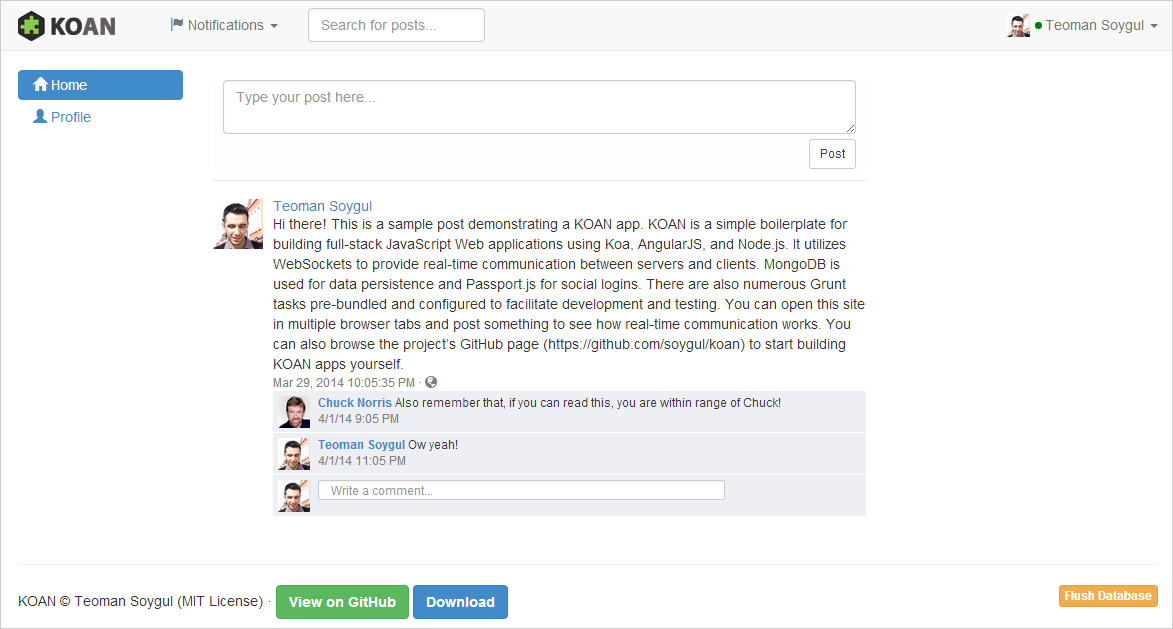 KOAN Notifications Search for posts... Teoman Soygul
Home
Profile
Type your post here...
Post
Teoman Soygul
Hi there! This is a sample post demonstrating a KOAN app. KOAN is a simple boilerplate for
building full-stack JavaScript Web applications using Koa, AngularJS, and Node.js. It utilizes
WebSockets to provide real-time communication between servers and clients. MongoDB is
used for data persistence and Passport.js for social logins. There are also numerous Grunt
tasks pre-bundled and configured to facilitate development and testing. You can open this site
in multiple browser tabs and post something to see how real-time communication works. You
can also browse the project's GitHub page (https://github.com/soygul/koan) to start building
KOAN apps yourself.
Mar 29, 2014 10:05:35 PM ·
Chuck Norris Also remember that, if you can read this, you are within range of Chuck!
4/1/14 9:05 PM
Teoman Soygul Ow yeah!
4/1/14 11:05 PM
Write a comment...
KOAN © Teoman Soygul (MIT License) · View on GitHub Download Flush Database